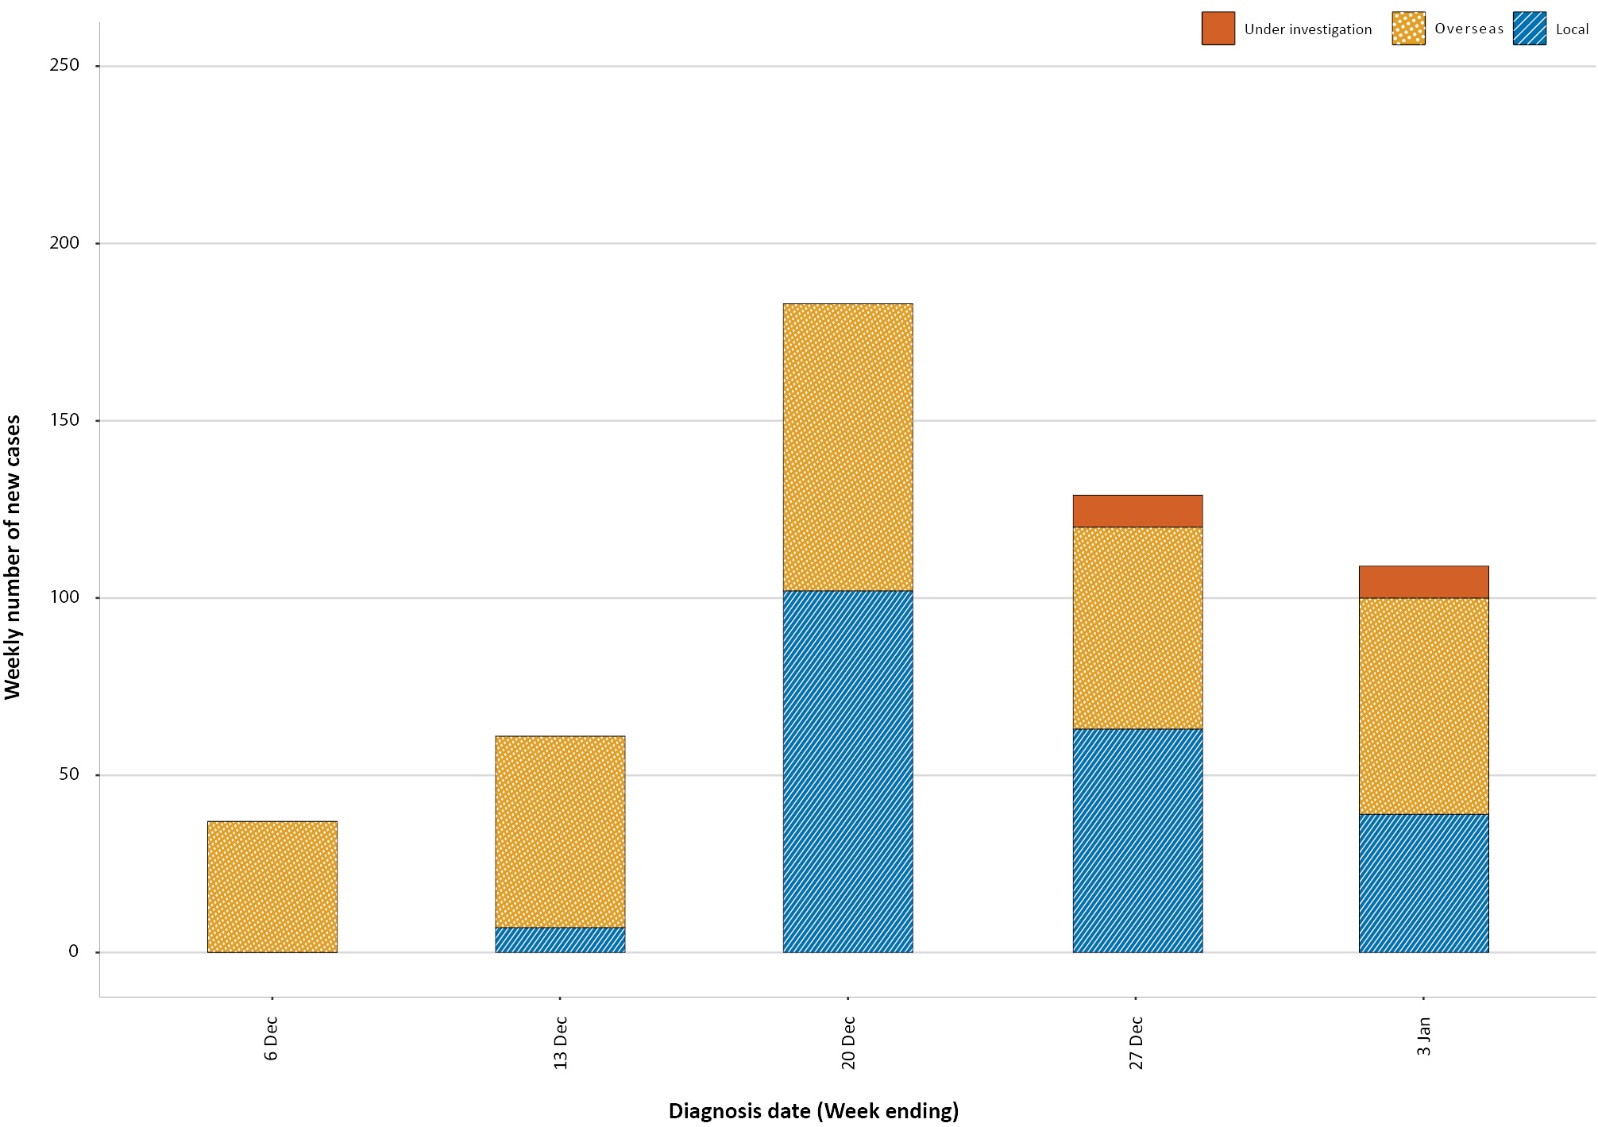 Under investigation
Overseas
Local
250
200
150
100
50
0
Weekly number of new cases
6 Dec
13 Dec
20 Dec
27 Dec
3 Jan
Diagnosis date (Week ending)